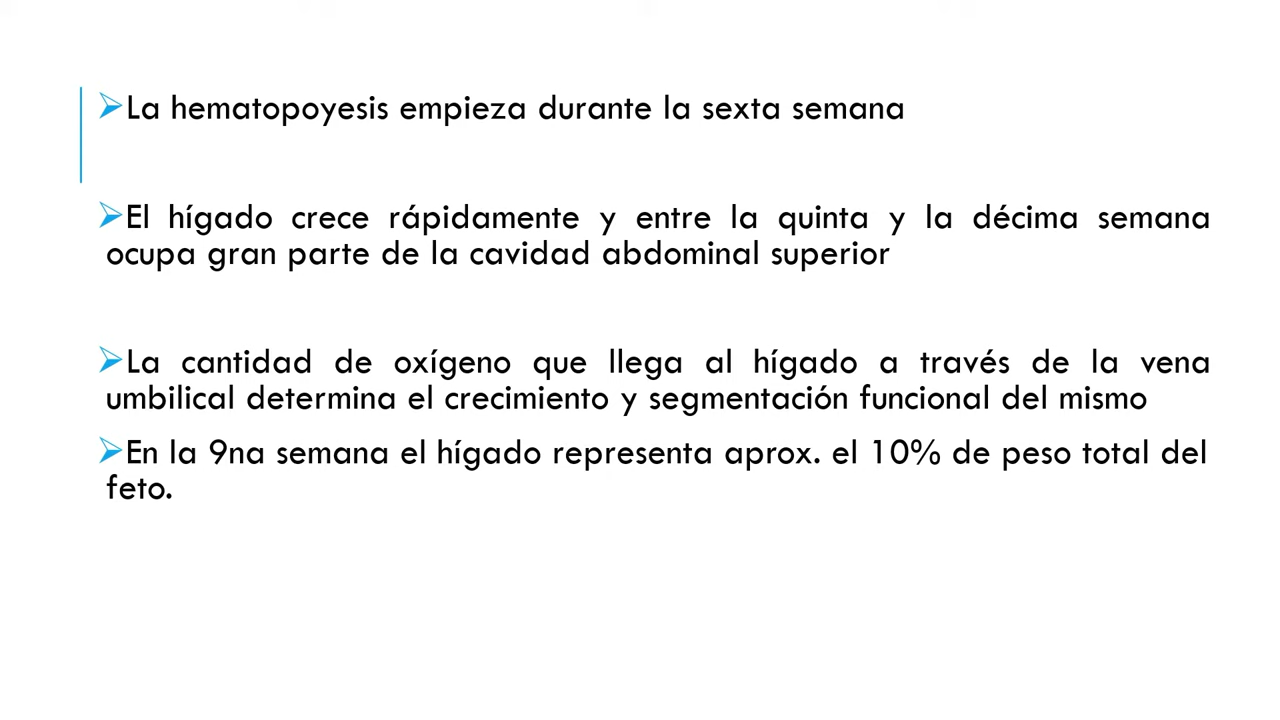 ➢La hematopoyesis empieza durante la sexta semana
➢El hígado crece rápidamente y entre la quinta y la décima semana
ocupa gran parte de la cavidad abdominal superior
➢La cantidad de oxígeno que llega al hígado a través de la vena
umbilical determina el crecimiento y segmentación funcional del mismo
➢En la 9na semana el hígado representa aprox. el 10% de peso total del
feto.